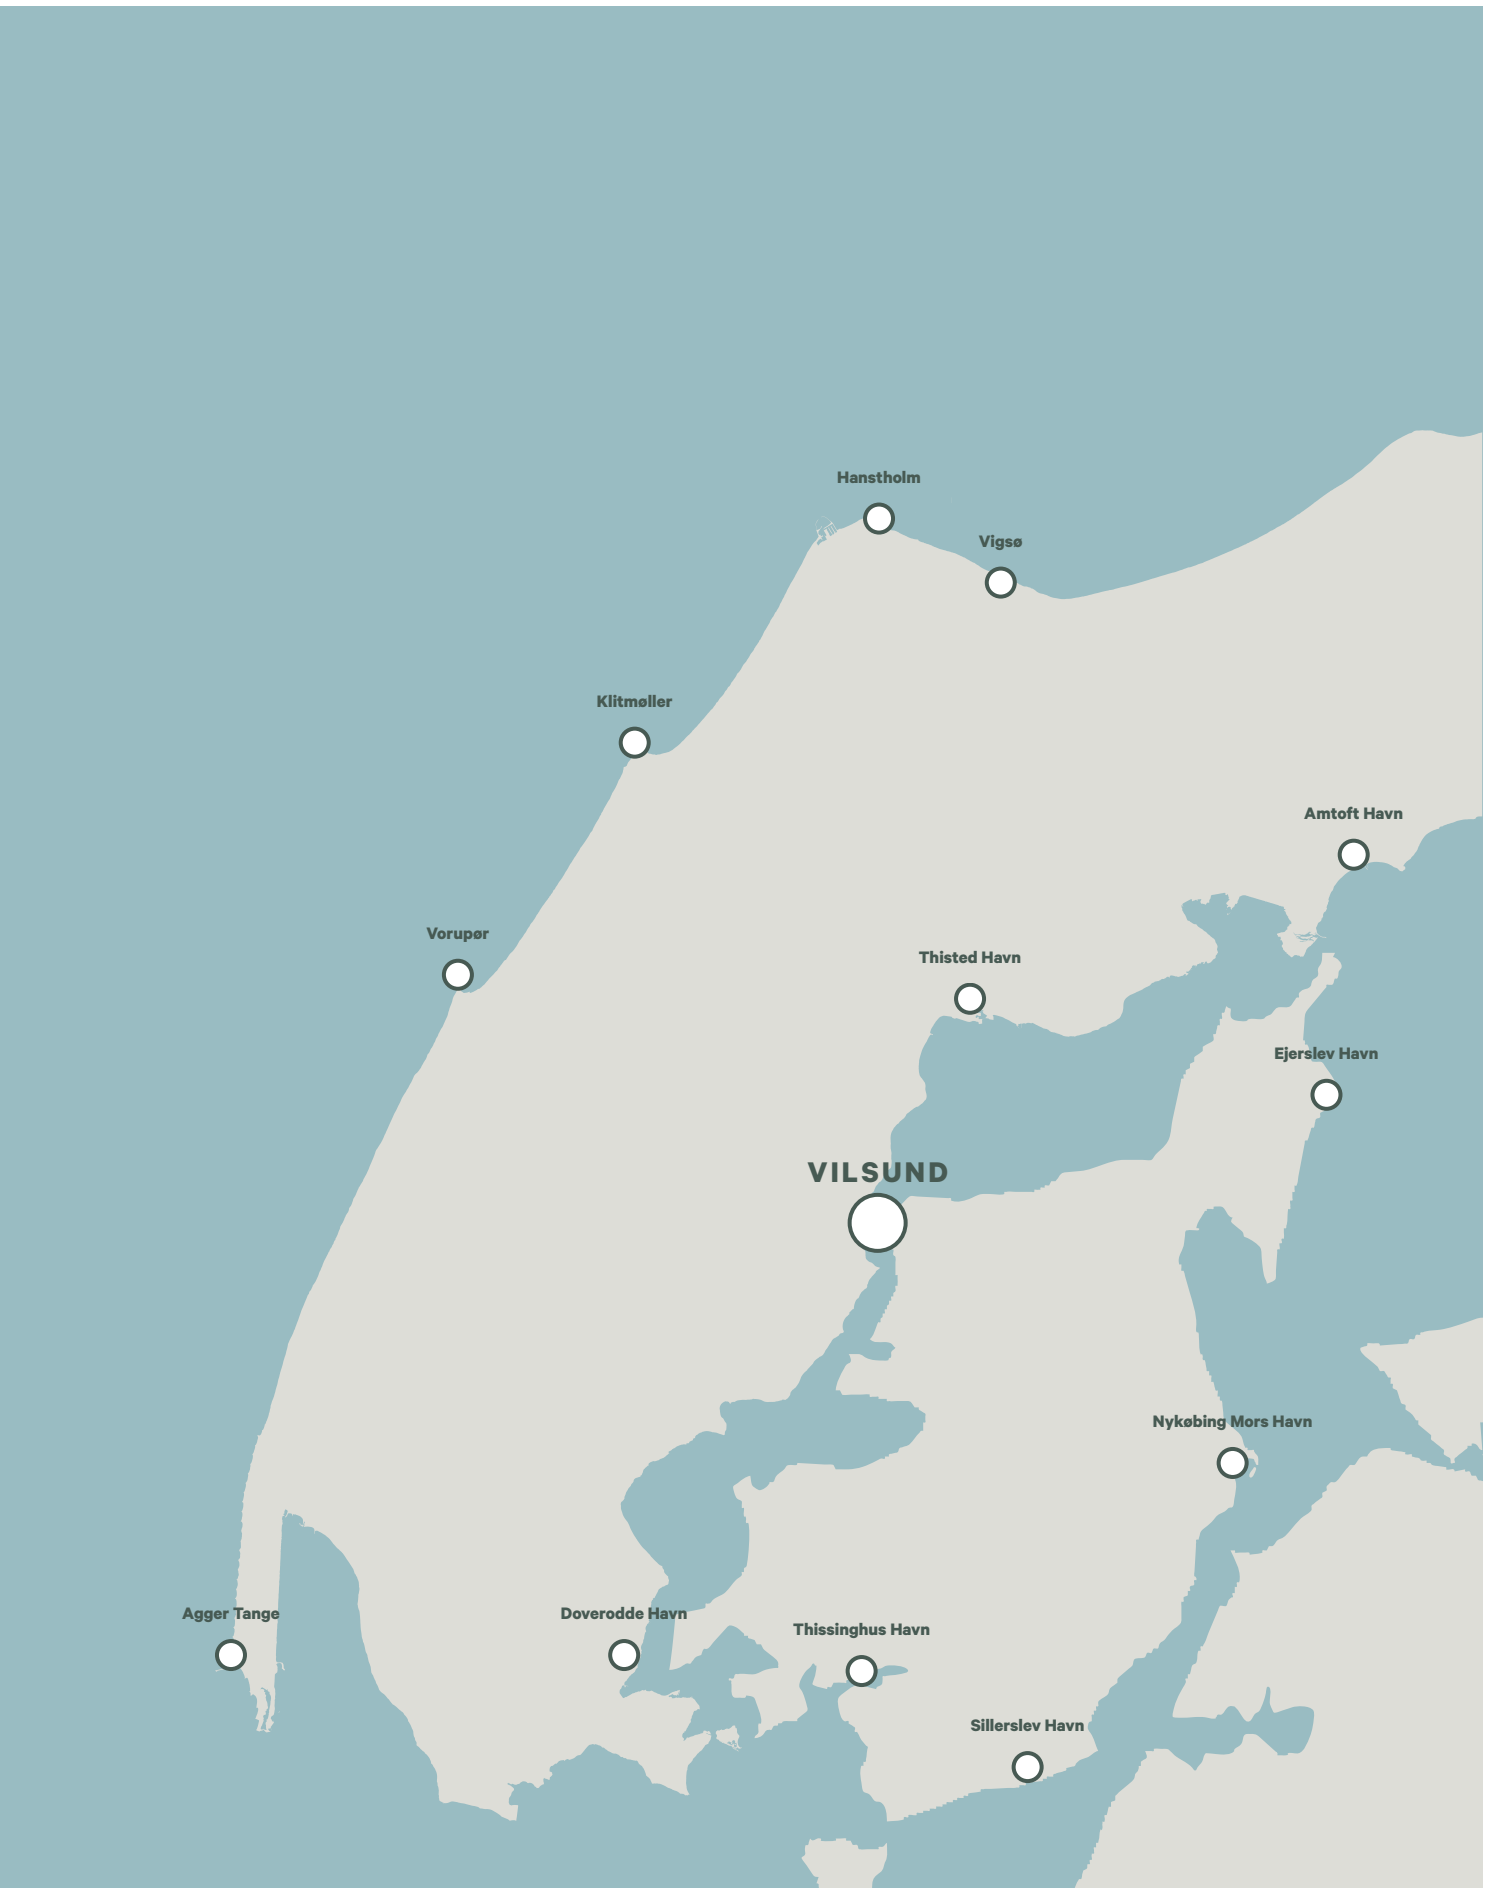 Hanstholm
Vigsø
Klitmøller
Amtoft Havn
Vorupør
Thisted Havn
Ejerslev Havn
VILSUND
Nykøbing Mors Havn
Agger Tange
Doverodde Havn
Thissinghus Havn
Sillerslev Havn